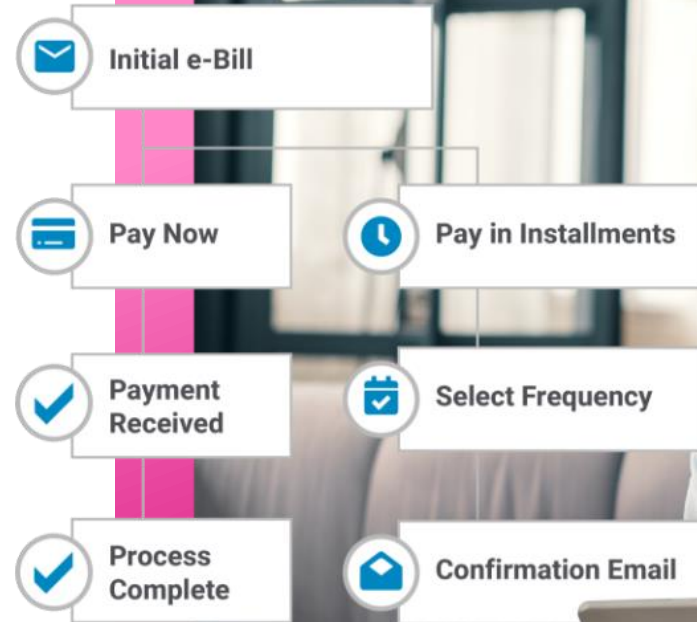 Initial e-Bill
Pay Now
Pay in Installments
Payment
Received
Select Frequency
Process
Complete
Confirmation Email